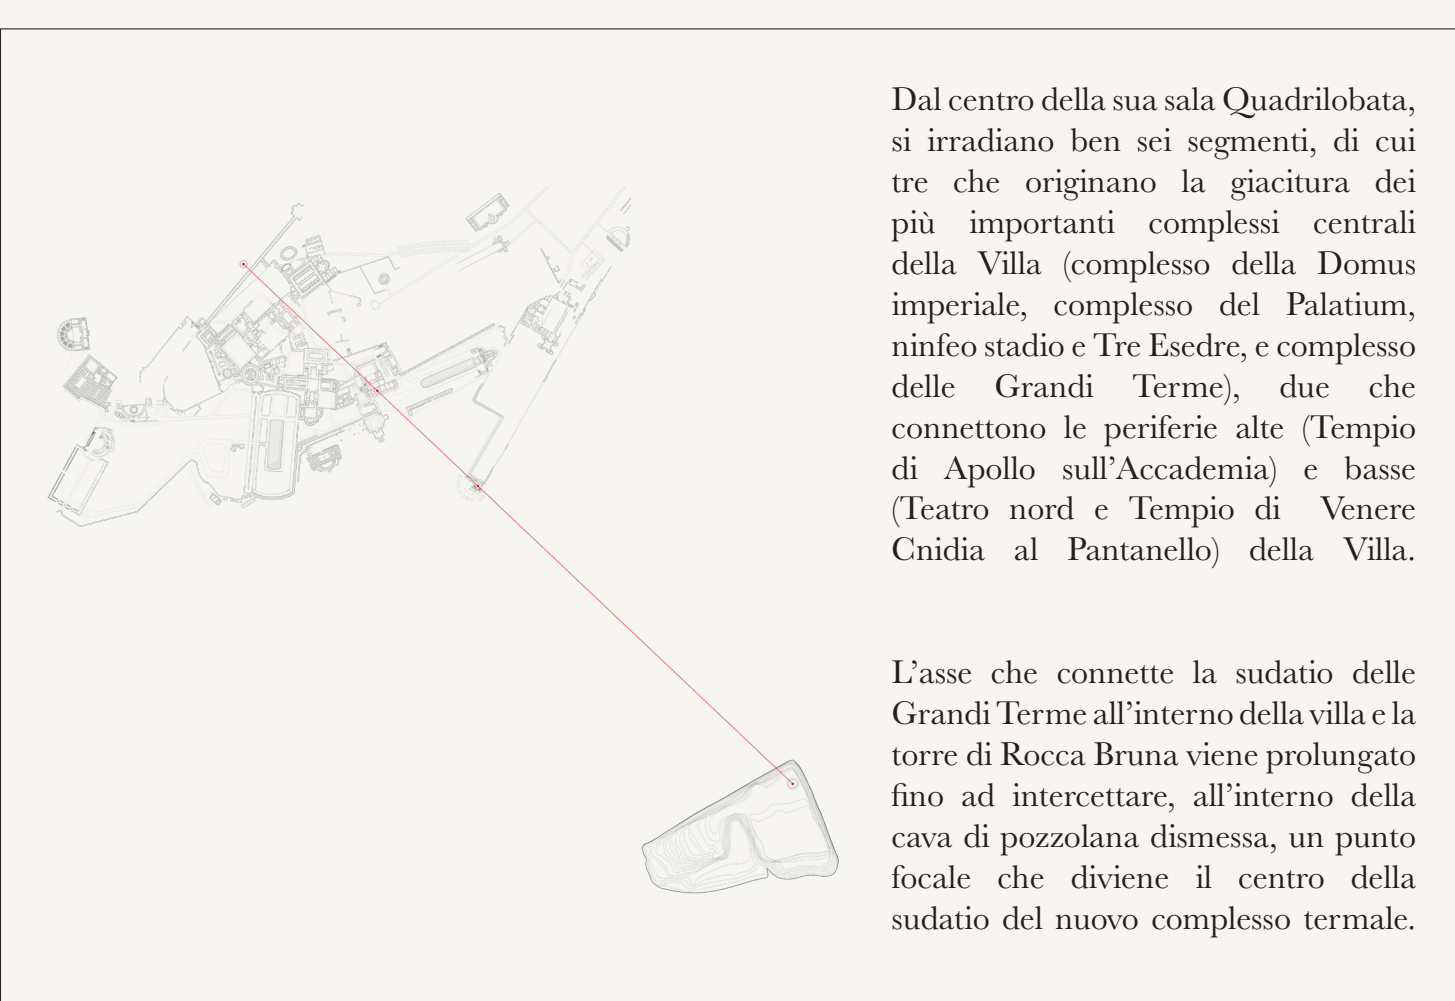 Dal centro della sua sala Quadrilobata,
si irradiano ben sei segmenti, di cui
tre che originano la giacitura dei
più importanti complessi centrali
della Villa (complesso della Domus
imperiale, complesso del Palatium,
ninfeo stadio e Tre Esedre, e complesso
delle Grandi Terme), due che
connettono le periferie alte (Tempio
di Apollo sull’Accademia) e basse
(Teatro nord e Tempio di Venere
Cnidia al Pantanello) della Villa.
L’asse che connette la sudatio delle
Grandi Terme all’interno della villa e la
torre di Rocca Bruna viene prolungato
fino ad intercettare, all’interno della
cava di pozzolana dismessa, un punto
focale che diviene il centro della
sudatio del nuovo complesso termale.